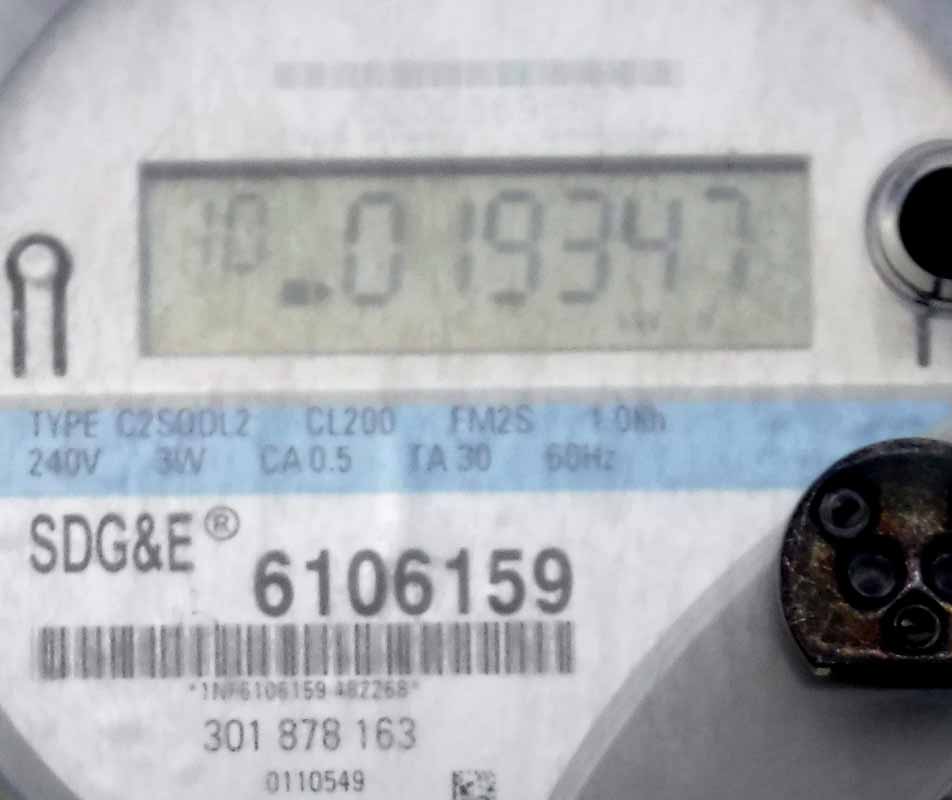 10 019347
TYPE C2SODL2 CL200 FM2S 1.0Kh
240V 3W CA 0.5 TA 30 60Hz
SDG&E®
6106159
*1NF6106159 482268*
301 878 163
0110549